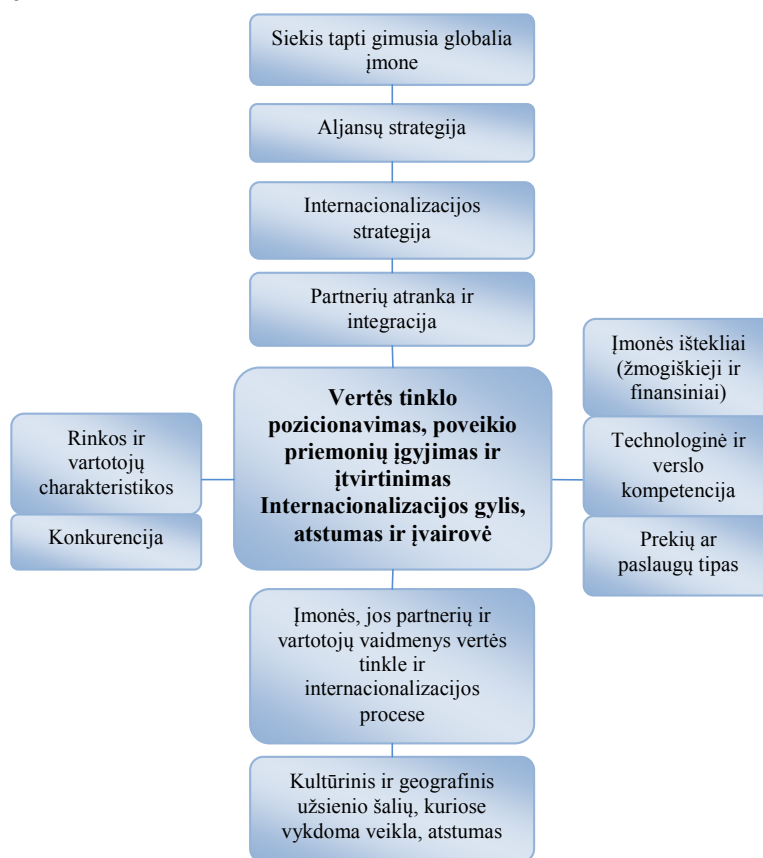 Siekis tapti gimusia globalia
įmone
Aljansų strategija
Internacionalizacijos
strategija
Partnerių atranka ir
integracija
Įmonės ištekliai
(žmogiškieji ir
finansiniai)
Vertės tinklo
pozicionavimas, poveikio
priemonių įgyjimas ir
įtvirtinimas
Internacionalizacijos gylis,
atstumas ir įvairovė
Rinkos ir
vartotojų
charakteristikos
Konkurencija
Technologinė ir
verslo
kompetencija
Prekių ar
paslaugų tipas
Įmonės, jos partnerių ir
vartotojų vaidmenys vertės
tinkle ir
internacionalizacijos
procese
Kultūrinis ir geografinis
užsienio šalių, kuriose
vykdoma veikla, atstumas